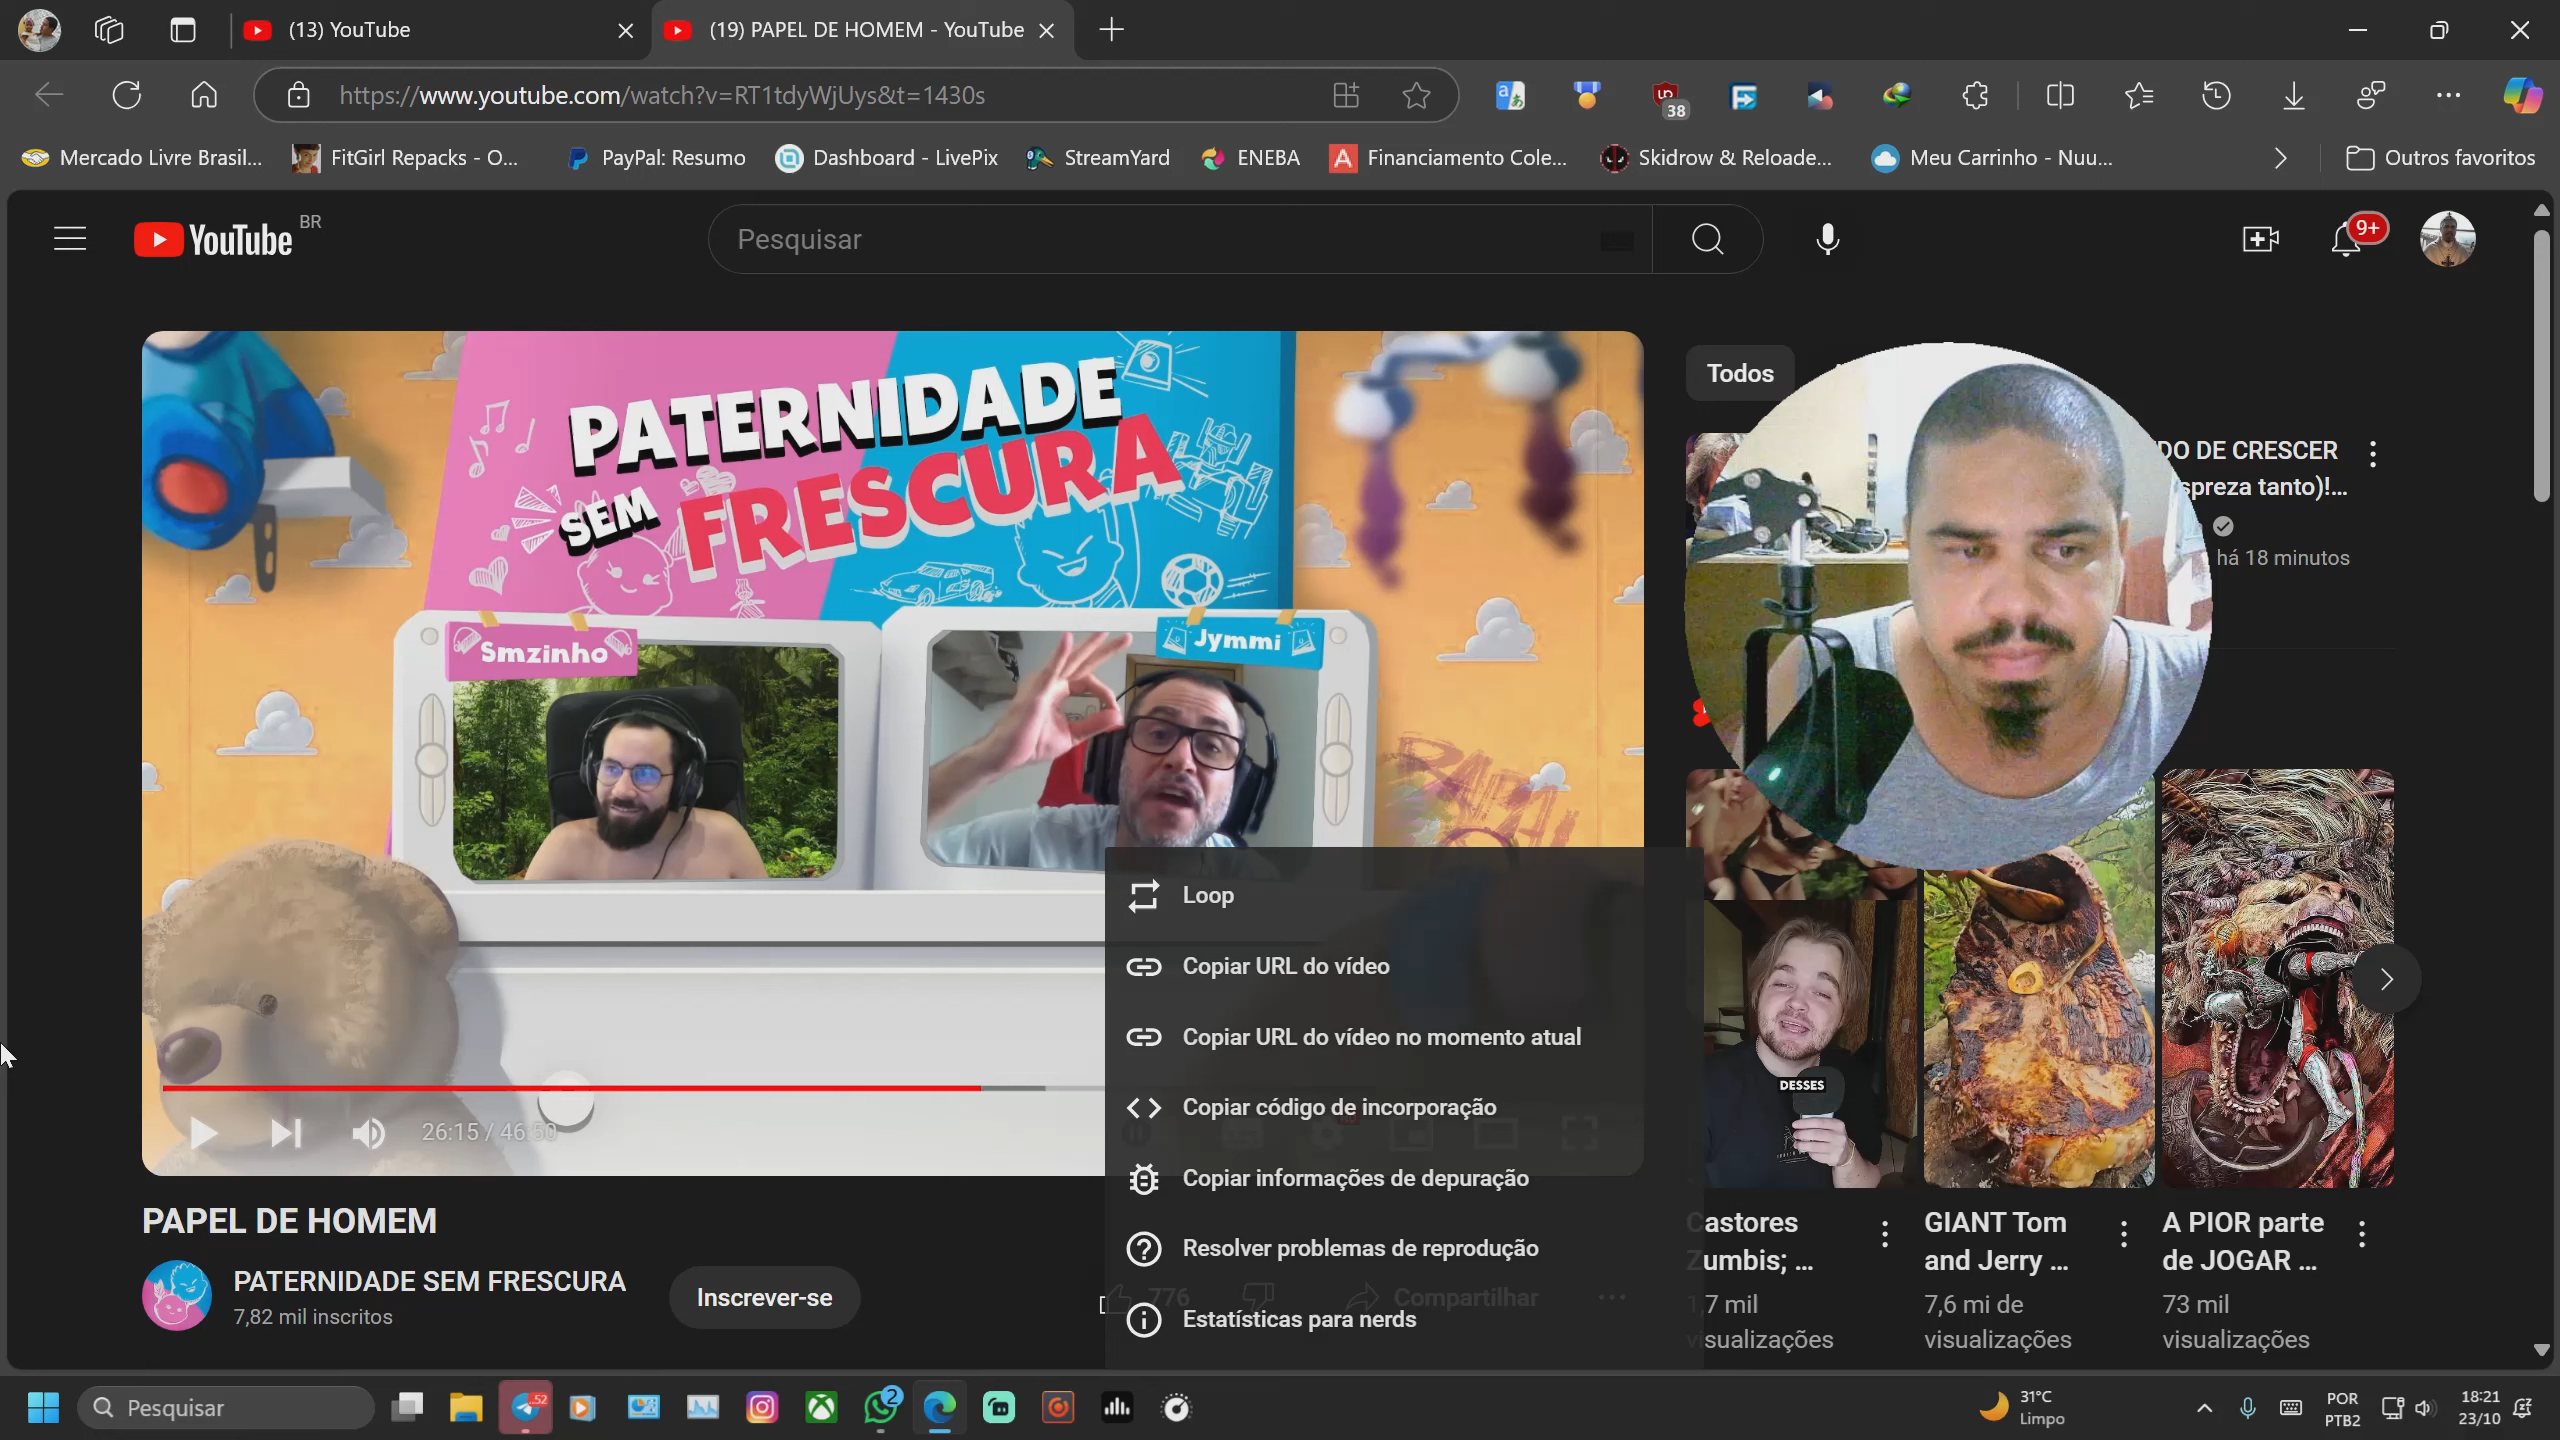 (13) YouTube
(19) PAPEL DE HOMEM - YouTube
https://www.youtube.com/watch?v=RT1tdyWjUys&t=1430s
38
Mercado Livre Brasil...
FitGirl Repacks - O...
PayPal: Resumo
Dashboard - LivePix
StreamYard
ENEBA
Financiamento Cole...
Skidrow & Reloade...
Meu Carrinho - Nuu...
Outros favoritos
YouTube BR
Pesquisar
9+
PATERNIDADE
SEM FRESCURA
Smzinho
Jymmi
Todos
DO DE CRESCER
spreza tanto)!...
há 18 minutos
Loop
Copiar URL do vídeo
Copiar URL do vídeo no momento atual
Copiar código de incorporação
Copiar informações de depuração
Resolver problemas de reprodução
Estatísticas para nerds
26:15 / 46:50
DESSES
PAPEL DE HOMEM
PATERNIDADE SEM FRESCURA
7,82 mil inscritos
Inscrever-se
776
Compartilhar
Castores
Zumbis; ...
1,7 mil
visualizações
GIANT Tom
and Jerry ...
7,6 mi de
visualizações
A PIOR parte
de JOGAR ...
73 mil
visualizações
Pesquisar
52
2
31°C
Limpo
POR
PTB2
18:21
23/10